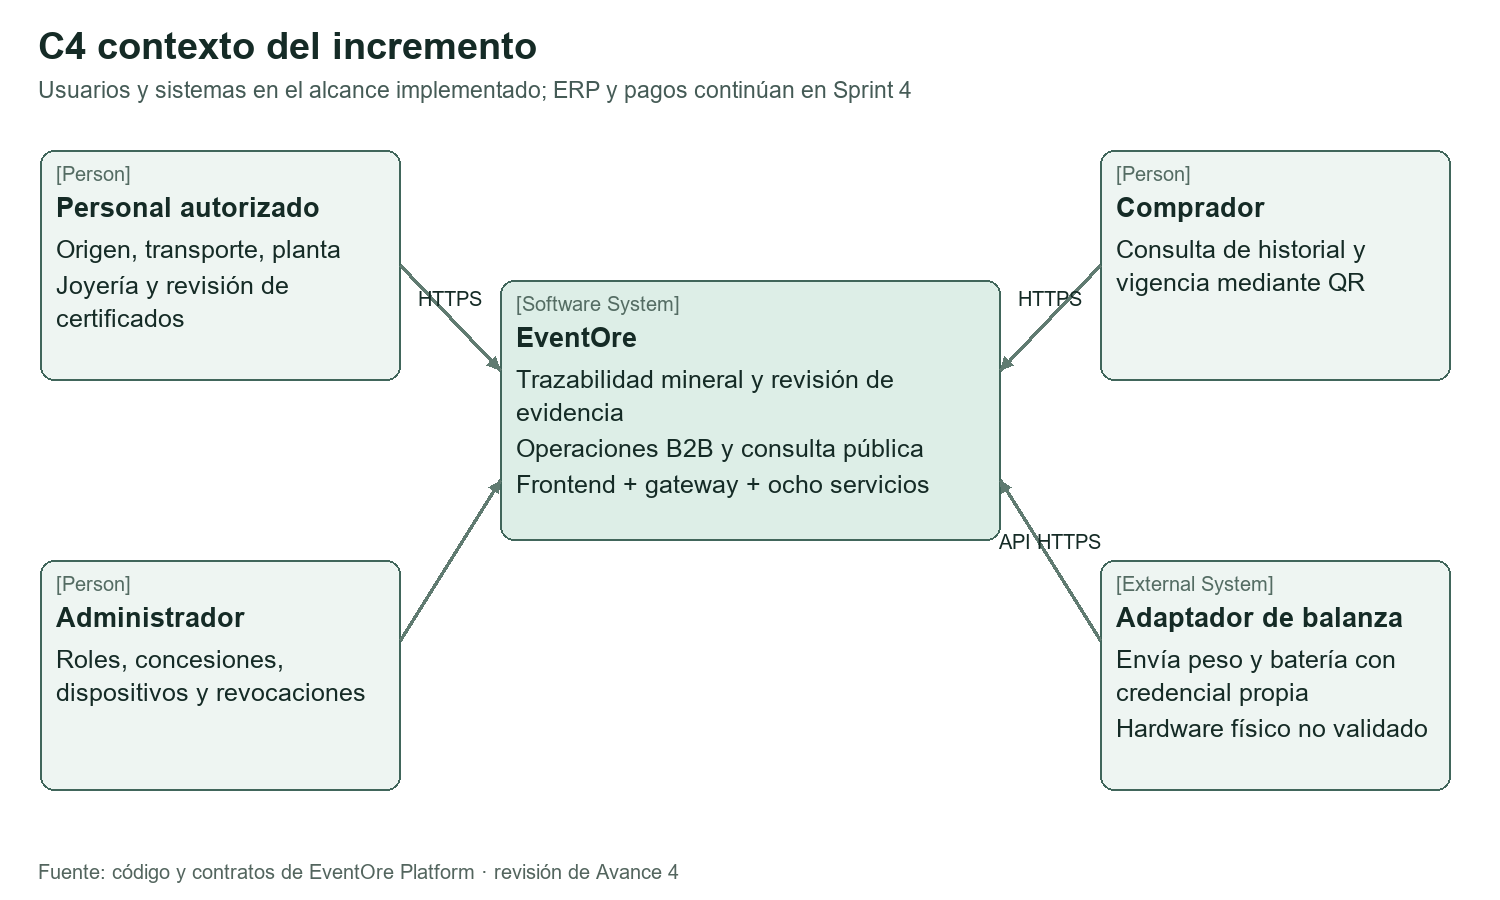 C4 contexto del incremento
Usuarios y sistemas en el alcance implementado; ERP y pagos continúan en Sprint 4
[Person]
Personal autorizado
Origen, transporte, planta
Joyería y revisión de
certificados
HTTPS
[Software System]
EventOre
Trazabilidad mineral y revisión de
evidencia
Operaciones B2B y consulta pública
Frontend + gateway + ocho servicios
HTTPS
[Person]
Comprador
Consulta de historial y
vigencia mediante QR
[Person]
Administrador
Roles, concesiones,
dispositivos y revocaciones
API HTTPS
[External System]
Adaptador de balanza
Envía peso y batería con
credencial propia
Hardware físico no validado
Fuente: código y contratos de EventOre Platform · revisión de Avance 4